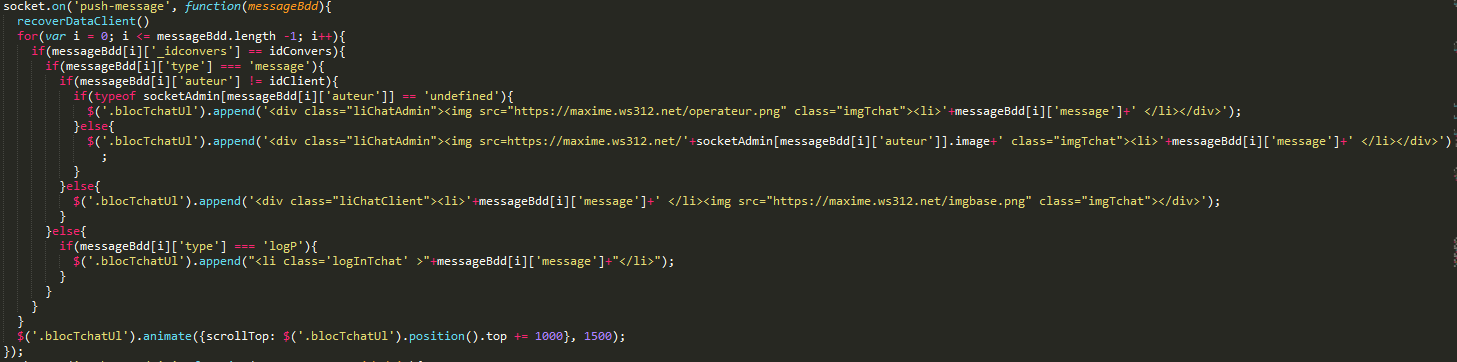 socket.on('push-message', function(messageBdd){
  recoverDataClient()
  for(var i = 0; i <= messageBdd.length -1; i++){
    if(messageBdd[i]['_idconvers'] == idConvers){
      if(messageBdd[i]['type'] === 'message'){
        if(messageBdd[i]['auteur'] != idClient){
          if(typeof socketAdmin[messageBdd[i]['auteur']] == 'undefined'){
            $('.blocTchatUl').append('<div class="liChatAdmin"><img src="https://maxime.ws312.net/operateur.png" class="imgTchat"><li>'+messageBdd[i]['message']+' </li></div>');
          }else{
            $('.blocTchatUl').append('<div class="liChatAdmin"><img src=https://maxime.ws312.net/'+socketAdmin[messageBdd[i]['auteur']].image+' class="imgTchat"><li>'+messageBdd[i]['message']+' </li></div>')
              ;
          }
        }else{
          $('.blocTchatUl').append('<div class="liChatClient"><li>'+messageBdd[i]['message']+' </li><img src="https://maxime.ws312.net/imgbase.png" class="imgTchat"></div>');
        }
      }else{
        if(messageBdd[i]['type'] === 'logP'){
          $('.blocTchatUl').append("<li class='logInTchat' >"+messageBdd[i]['message']+"</li>");
        }
      }
    }
  }
  $('.blocTchatUl').animate({scrollTop: $('.blocTchatUl').position().top += 1000}, 1500);
});